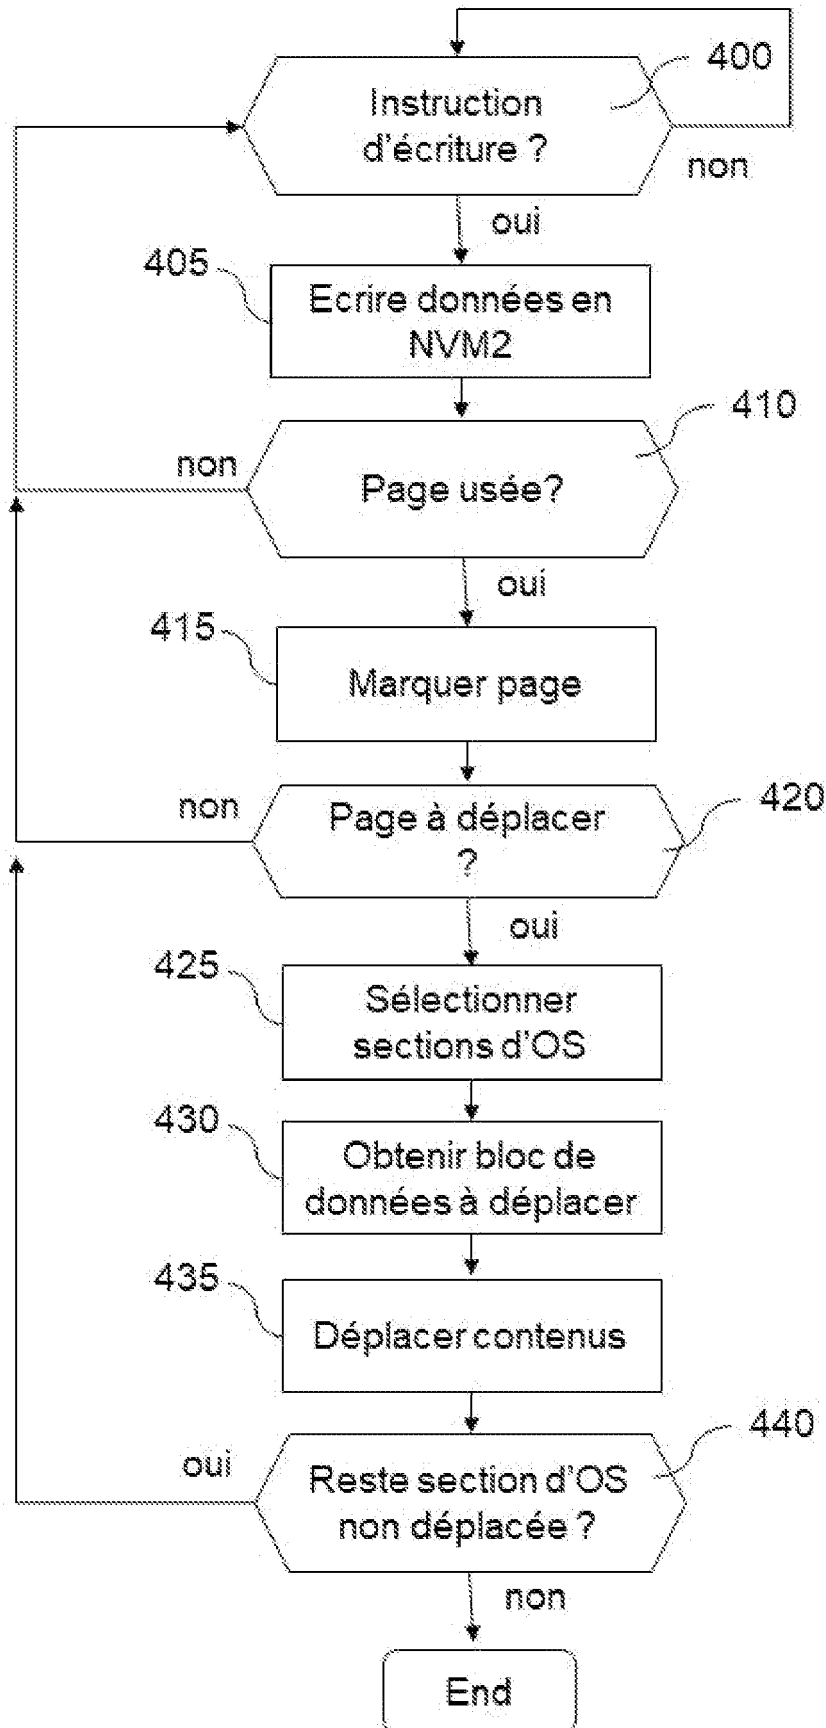 400
Instruction
d'écriture ?
non
oui
405
Ecrire données en
NVM2
410
non
Page usée?
oui
415
Marquer page
non
420
Page à déplacer
?
oui
425
Sélectionner
sections d'OS
430
Obtenir bloc de
données à déplacer
435
Déplacer contenus
440
oui
Reste section d'OS
non déplacée ?
non
End